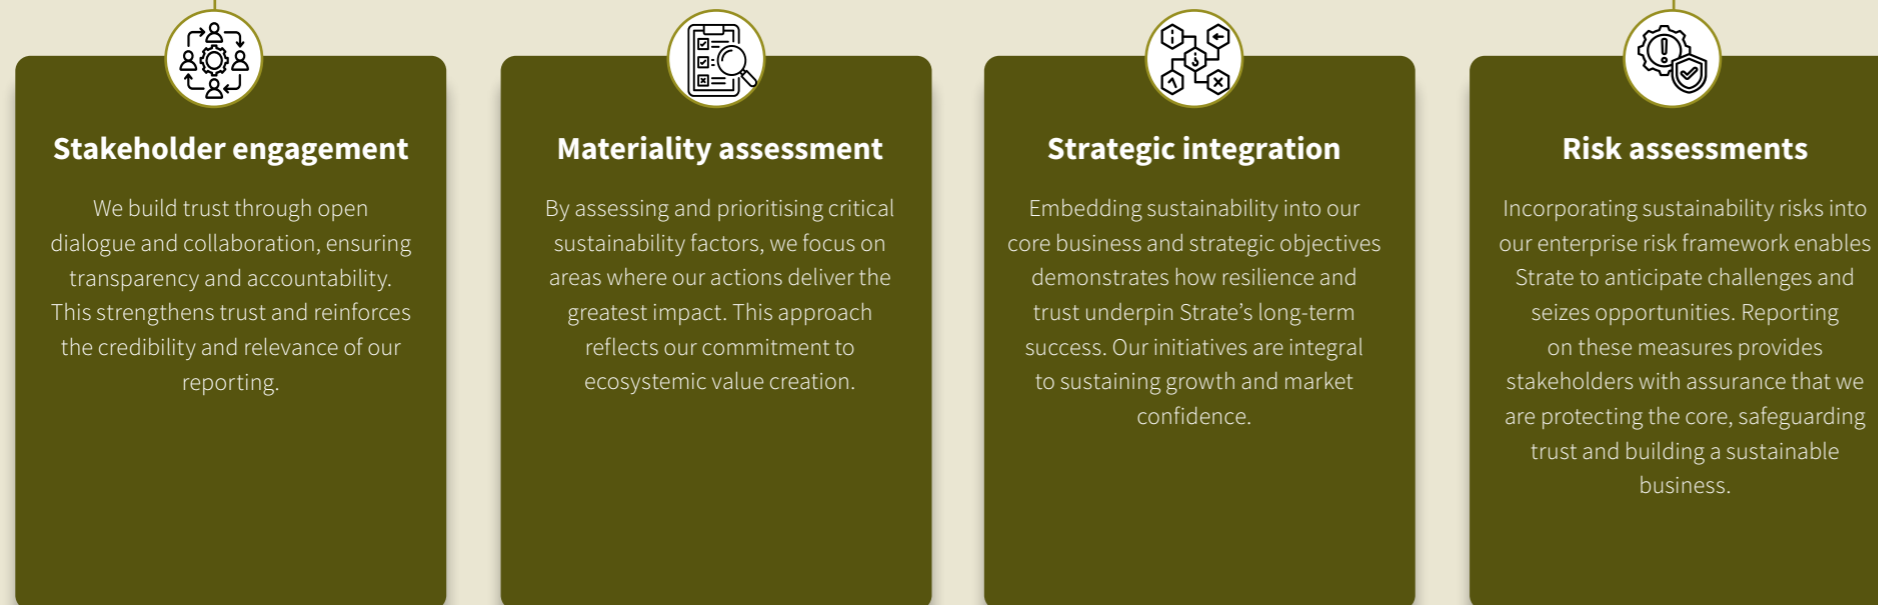 Stakeholder engagement
We build trust through open
dialogue and collaboration, ensuring
transparency and accountability.
This strengthens trust and reinforces
the credibility and relevance of our
reporting.
Materiality assessment
By assessing and prioritising critical
sustainability factors, we focus on
areas where our actions deliver the
greatest impact. This approach
reflects our commitment to
ecosystemic value creation.
Strategic integration
Embedding sustainability into our
core business and strategic objectives
demonstrates how resilience and
trust underpin Strate’s long-term
success. Our initiatives are integral
to sustaining growth and market
confidence.
Risk assessments
Incorporating sustainability risks into
our enterprise risk framework enables
Strate to anticipate challenges and
seizes opportunities. Reporting
on these measures provides
stakeholders with assurance that we
are protecting the core, safeguarding
trust and building a sustainable
business.